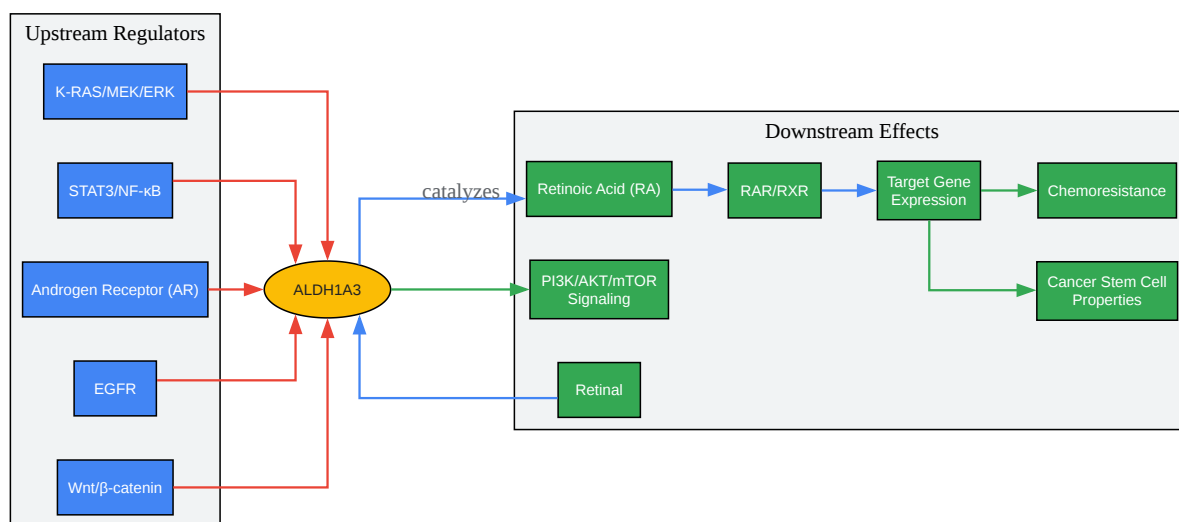 Upstream Regulators
K-RAS/MEK/ERK
STAT3/NF-κB
Androgen Receptor (AR)
EGFR
Wnt/β-catenin
ALDH1A3
catalyzes
Downstream Effects
Retinoic Acid (RA)
RAR/RXR
Target Gene
Expression
Chemoresistance
PI3K/AKT/mTOR
Signaling
Cancer Stem Cell
Properties
Retinal